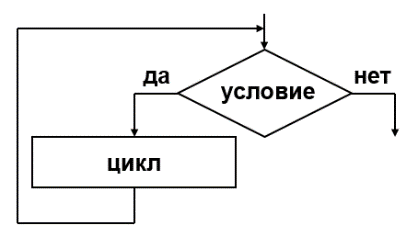 да
условие
нет
цикл